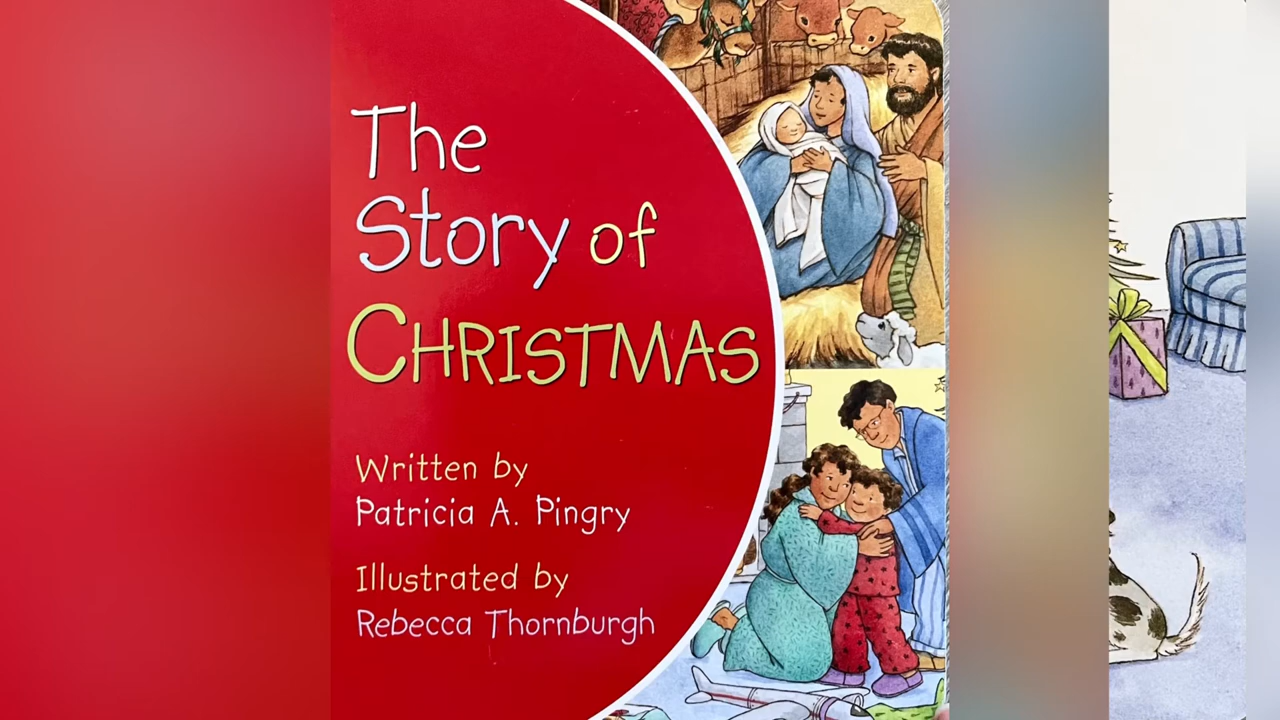 The
Story of
CHRISTMAS
Written by
Patricia A. Pingry
Illustrated by
Rebecca Thornburgh